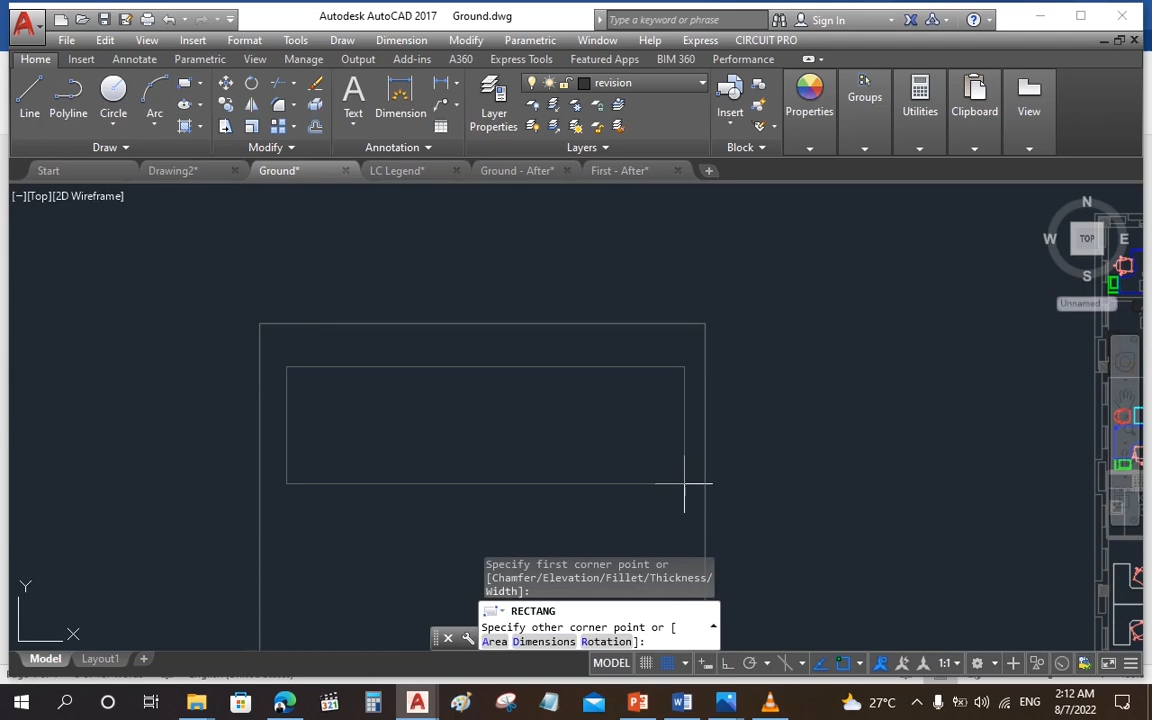 Autodesk AutoCAD 2017 Ground.dwg
Type a keyword or phrase
Sign In
File Edit View Insert Format Tools Draw Dimension Modify Parametric Window Help Express CIRCUIT PRO
Home Insert Annotate Parametric View Manage Output Add-ins A360 Express Tools Featured Apps BIM 360 Performance
revision
Line Polyline Circle Arc
Text Dimension
Layer
Properties
Insert
Properties
Groups
Utilities
Clipboard
View
Draw Modify Annotation Layers Block
Start Drawing2* Ground* LC Legend* Ground - After* First - After*
[−][Top][2D Wireframe]
N
W TOP E
S
Unnamed
Specify first corner point or
[Chamfer/Elevation/Fillet/Thickness/
Width]:
RECTANG
Specify other corner point or [
Area Dimensions Rotation]:
Y
X
Model Layout1
MODEL 1:1
27°C
ENG
2:12 AM
8/7/2022
321